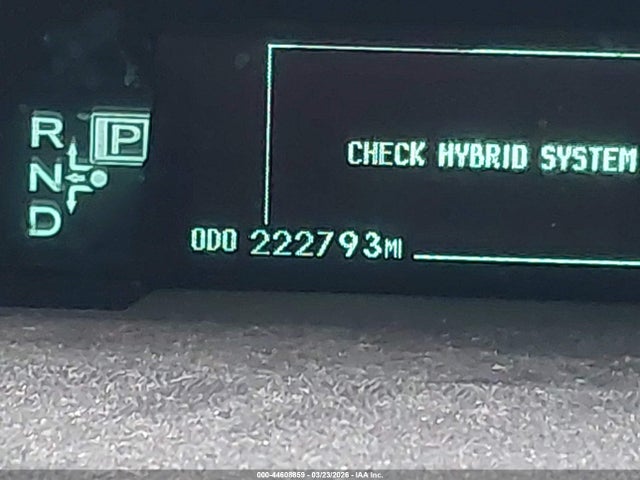 R P
N
D
CHECK HYBRID SYSTEM
ODO 222793MI
000-44608859 - 03/23/2026 - IAA Inc.